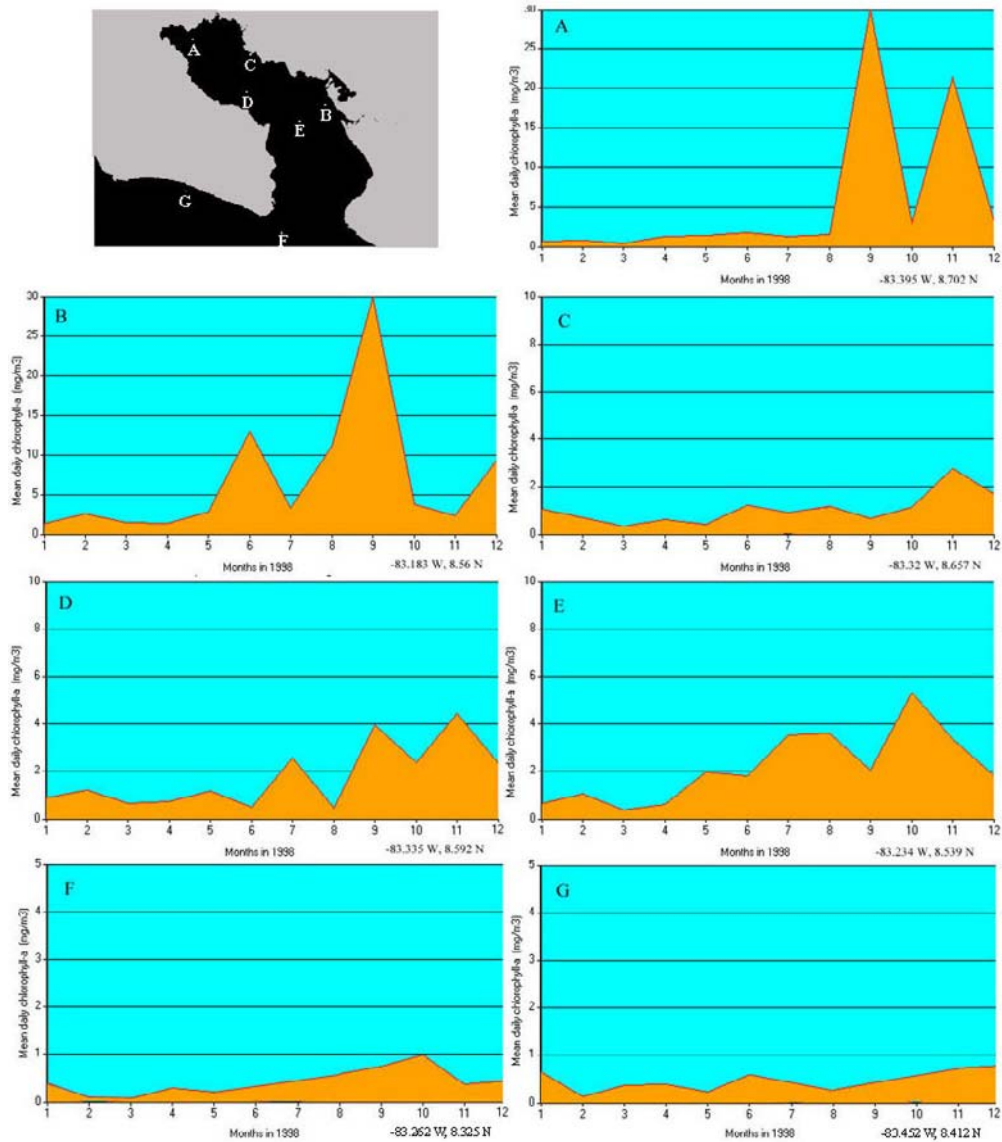 A
C
D
B
E
G
F
A
Mean daily chlorophyll-a (mg/m3)
30
25
20
15
10
5
0
1 2 3 4 5 6 7 8 9 10 11 12
Months in 1998 -83.395 W, 8.702 N
B
Mean daily chlorophyll-a (mg/m3)
30
25
20
15
10
5
0
1 2 3 4 5 6 7 8 9 10 11 12
Months in 1998 -83.183 W, 8.56 N
C
Mean daily chlorophyll-a (mg/m3)
10
8
6
4
2
0
1 2 3 4 5 6 7 8 9 10 11 12
Months in 1998 -83.32 W, 8.657 N
D
Mean daily chlorophyll-a (mg/m3)
10
8
6
4
2
0
1 2 3 4 5 6 7 8 9 10 11 12
Months in 1998 -83.335 W, 8.592 N
E
Mean daily chlorophyll-a (mg/m3)
10
8
6
4
2
0
1 2 3 4 5 6 7 8 9 10 11 12
Months in 1998 -83.234 W, 8.539 N
F
Mean daily chlorophyll-a (mg/m3)
5
4
3
2
1
0
1 2 3 4 5 6 7 8 9 10 11 12
Months in 1998 -83.262 W, 8.325 N
G
Mean daily chlorophyll-a (mg/m3)
5
4
3
2
1
0
1 2 3 4 5 6 7 8 9 10 11 12
Months in 1998 -83.452 W, 8.412 N